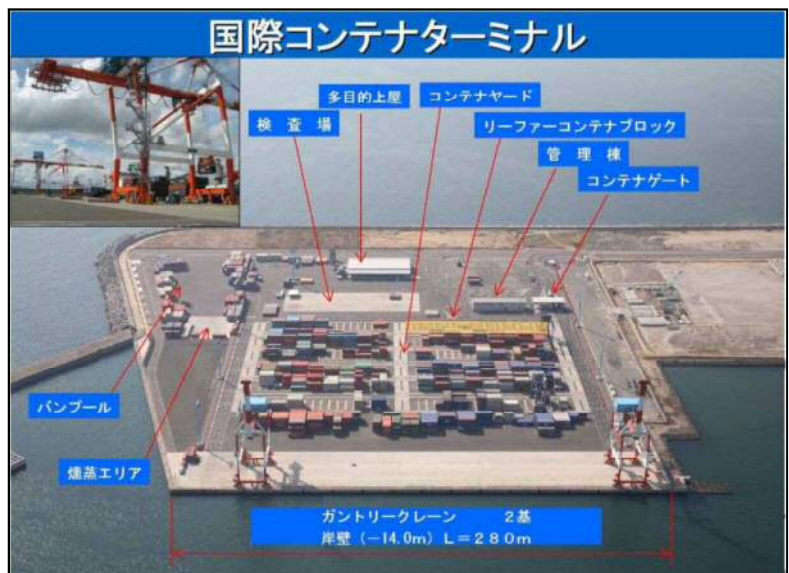 国際コンテナターミナル
多目的上屋
コンテナヤード
検 査 場
リーファーコンテナブロック
管 理 棟
コンテナゲート
バンプール
燻蒸エリア
ガントリークレーン 2基
岸壁(-14.0m)L=280m